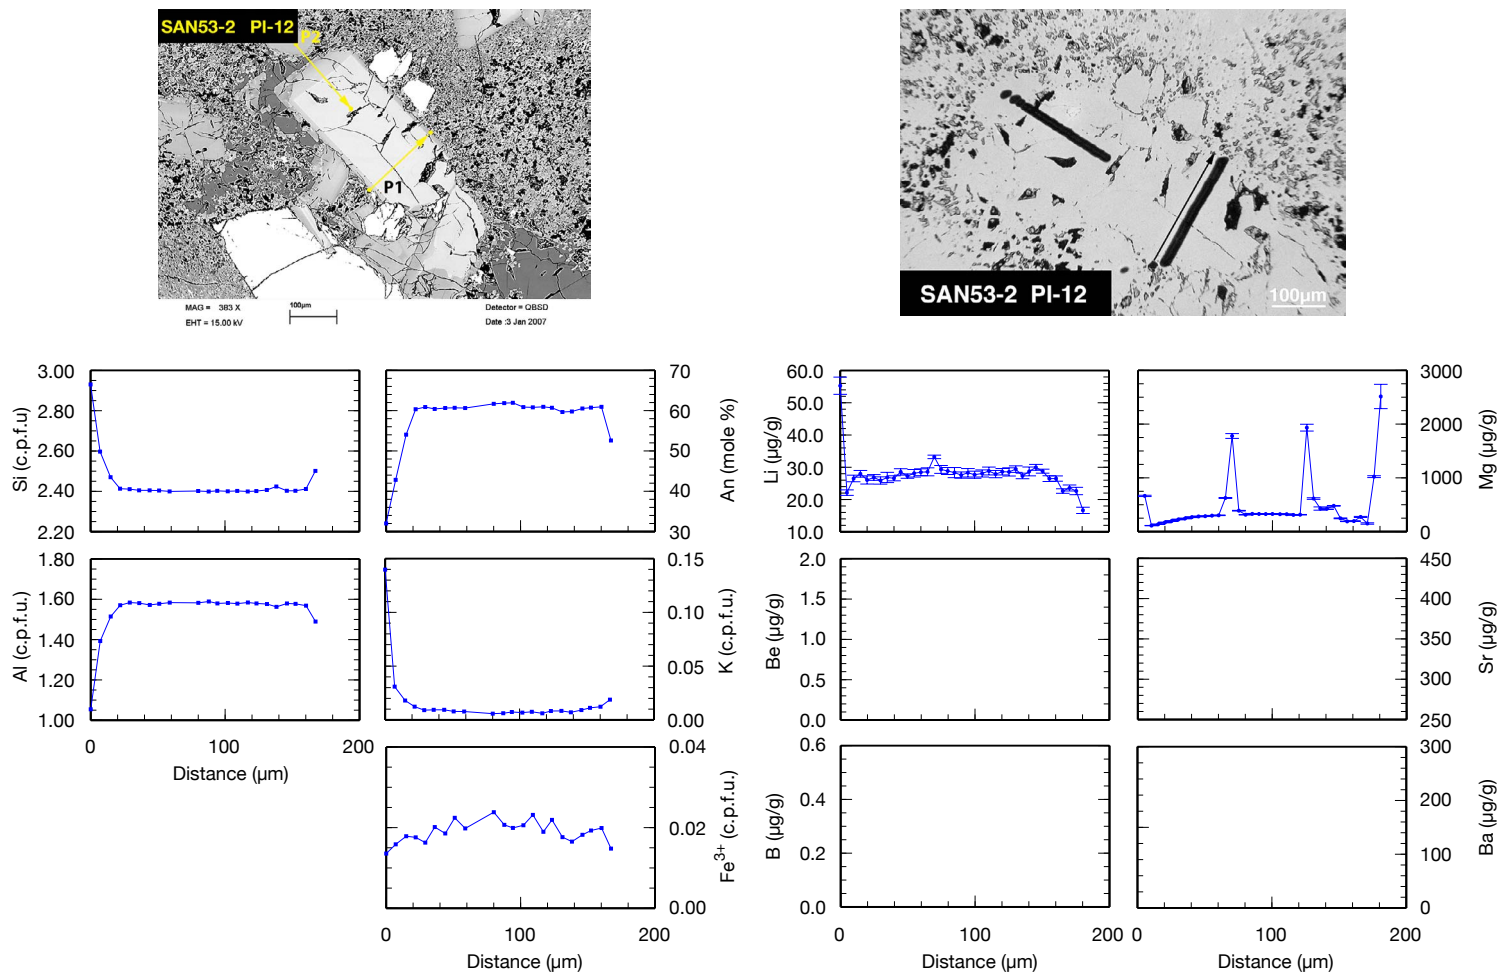 SAN53-2 PI-12
P2
P1
MAG = 383 X
100µm
Detector = QBSD
EHT = 15.00 kV
Date :3 Jan 2007
SAN53-2 PI-12
100µm
3.00
2.80
2.60
2.40
2.20
Si (c.p.f.u)
70
60
50
40
30
An (mole %)
60.0
50.0
40.0
30.0
20.0
10.0
Li (µg/g)
3000
2000
1000
0
Mg (µg/g)
1.80
1.60
1.40
1.20
1.00
Al (c.p.f.u.)
0 100 200
Distance (µm)
0.15
0.10
0.05
0.00
K (c.p.f.u.)
2.0
1.5
1.0
0.5
0.0
Be (µg/g)
450
400
350
300
250
Sr (µg/g)
0.04
0.02
0.00
Fe3+ (c.p.f.u.)
0 100 200
Distance (µm)
0.6
0.4
0.2
0.0
B (µg/g)
0 100 200
Distance (µm)
300
200
100
0
Ba (µg/g)
0 100 200
Distance (µm)